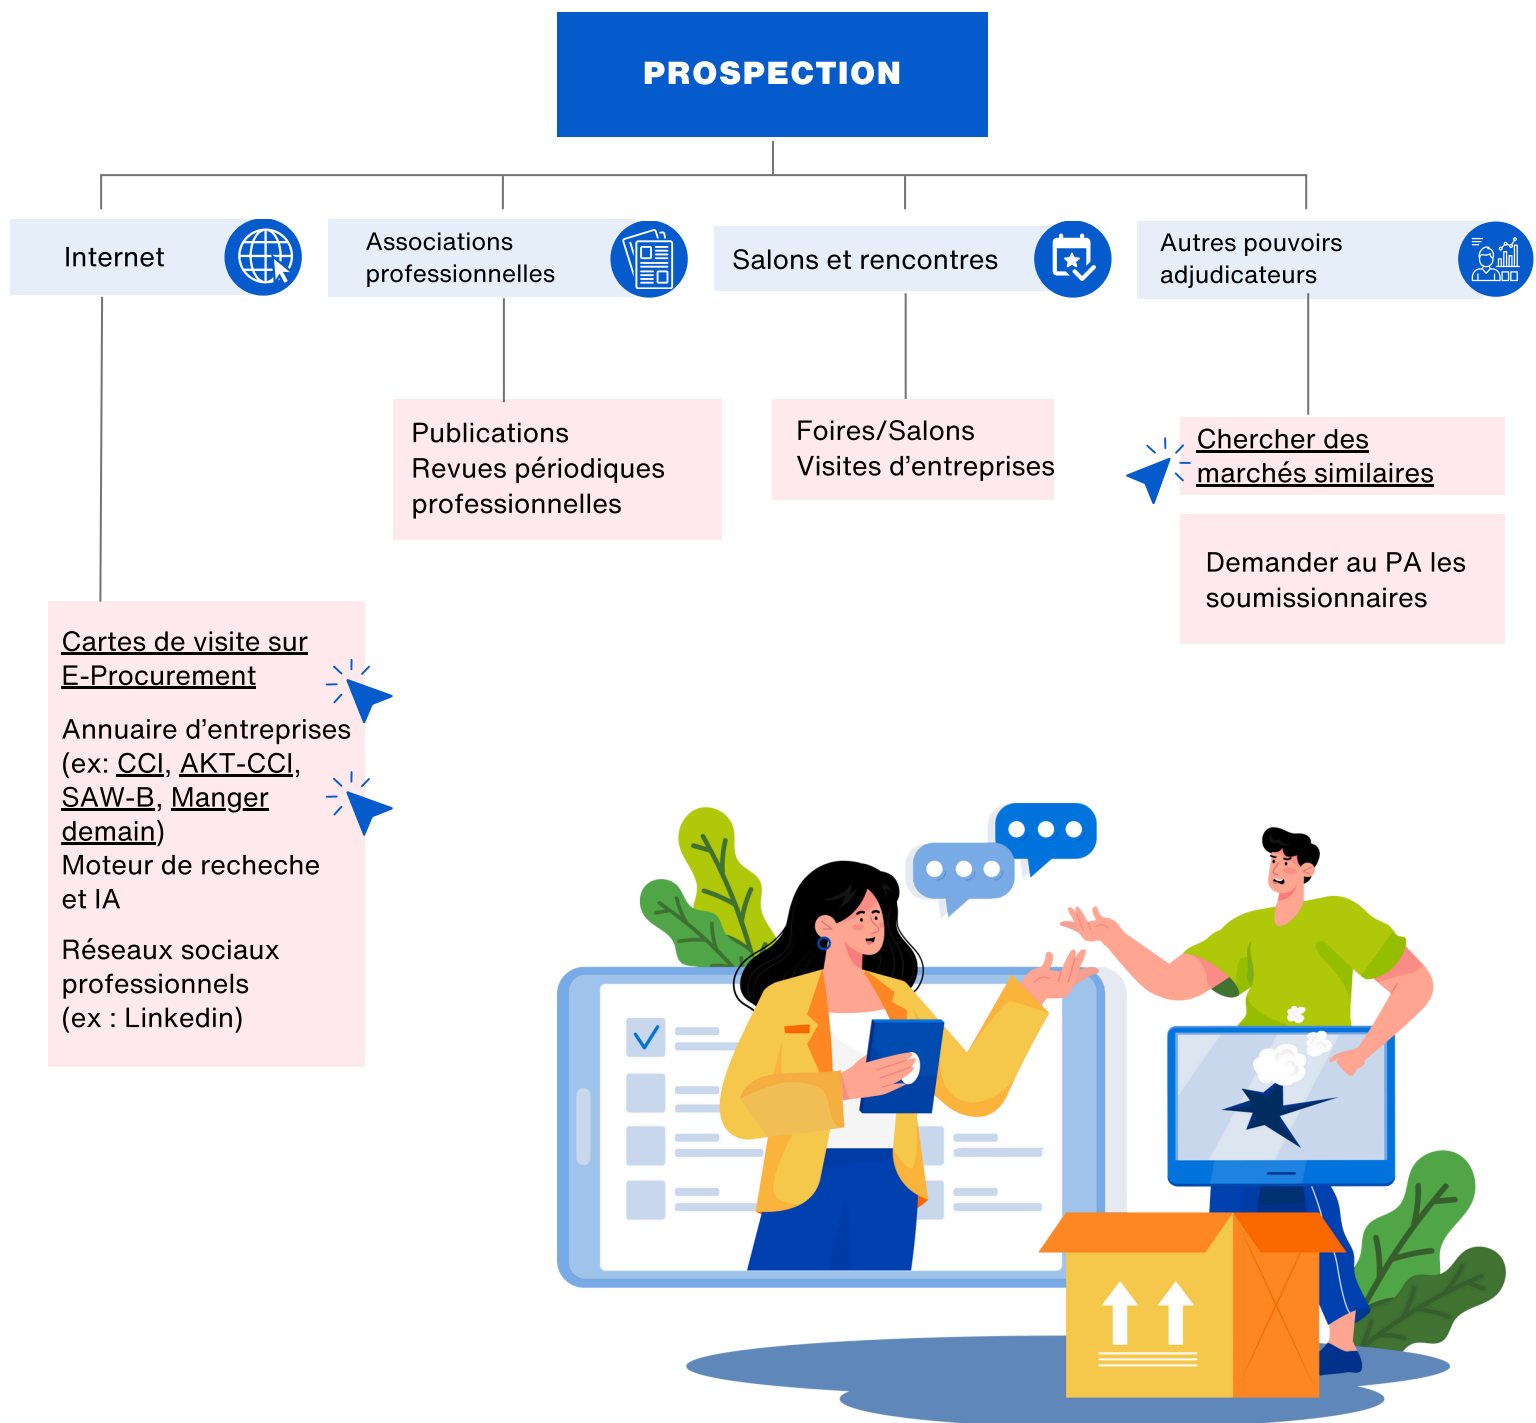 PROSPECTION
Internet
Associations
professionnelles
Salons et rencontres
Autres pouvoirs
adjudicateurs
Publications
Revues périodiques
professionnelles
Foires/Salons
Visites d’entreprises
Chercher des
marchés similaires
Demander au PA les
soumissionnaires
Cartes de visite sur
E-Procurement
Annuaire d’entreprises
(ex: CCI, AKT-CCI,
SAW-B, Manger
demain)
Moteur de recheche
et IA
Réseaux sociaux
professionnels
(ex : Linkedin)